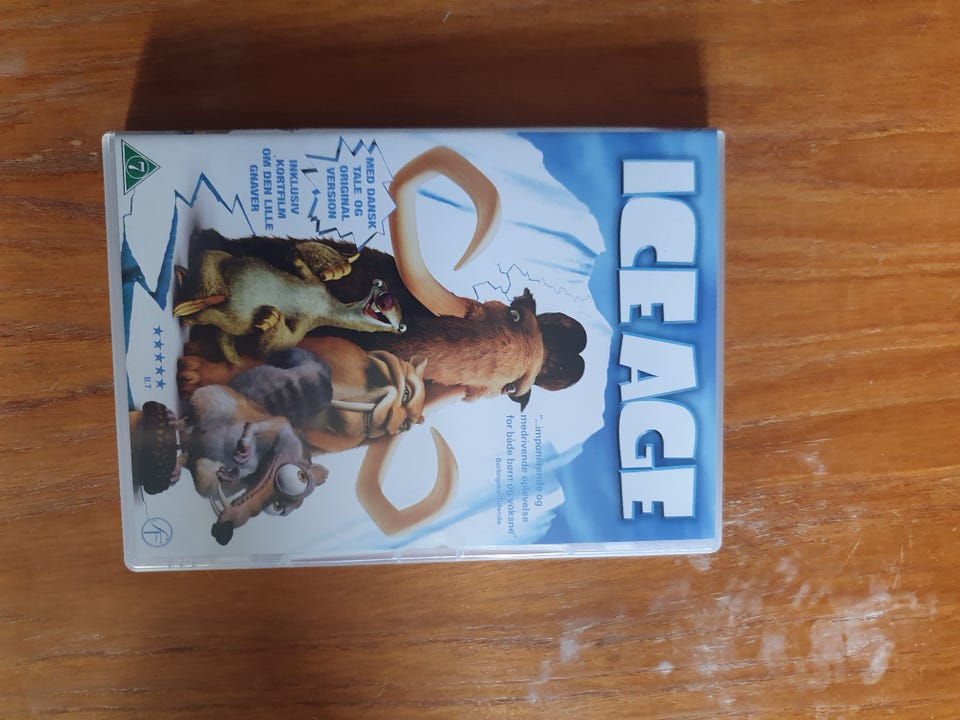 ICE AGE
"...imponerende og
medrivende oplevelse
for både børn og voksne"
Berlingske Tidende
MED DANSK
TALE OG
ORIGINAL
VERSION
INKLUSIV
KORTFILM
OM DEN LILLE
GNAVER
★★★★★
B.T
7